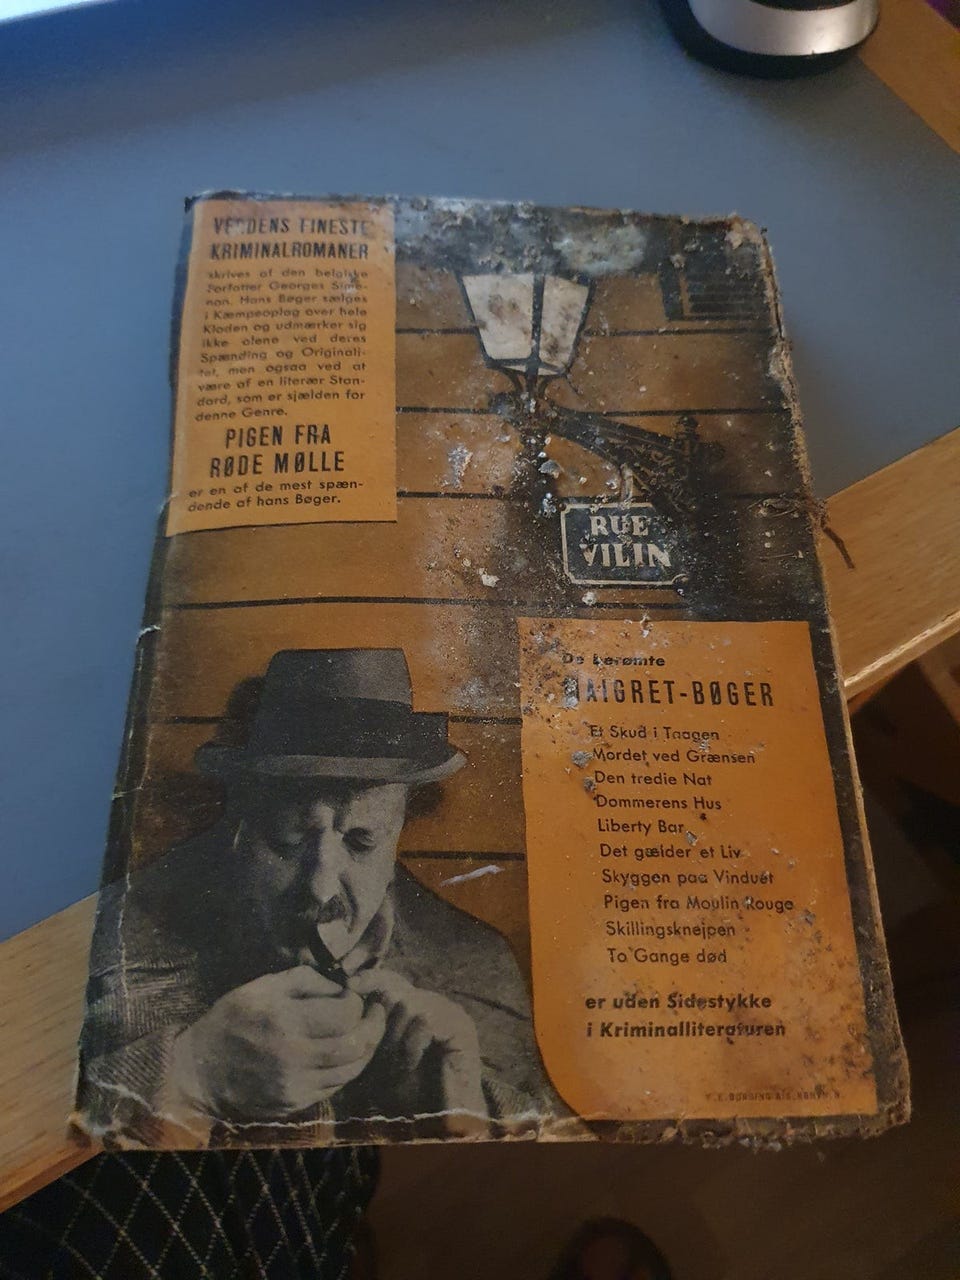 VERDENS FINESTE
KRIMINALROMANER
skrives af den belgiske
Forfatter Georges Sime-
non. Hans Bøger sælges
i Kæmpeoplag over hele
Kloden og udmærker sig
ikke alene ved deres
Spænding og Originali-
tet, men ogsaa ved at
være af en literær Stan-
dard, som er sjælden for
denne Genre.
PIGEN FRA
RØDE MØLLE
er en af de mest spæn-
dende af hans Bøger.
RUE
VILIN
De berømte
MAIGRET-BØGER
Et Skud i Taagen
Mordet ved Grænsen
Den tredie Nat
Dommerens Hus
Liberty Bar
Det gælder et Liv
Skyggen paa Vinduet
Pigen fra Moulin Rouge
Skillingsknejpen
To Gange død
er uden Sidestykke
i Kriminalliteraturen